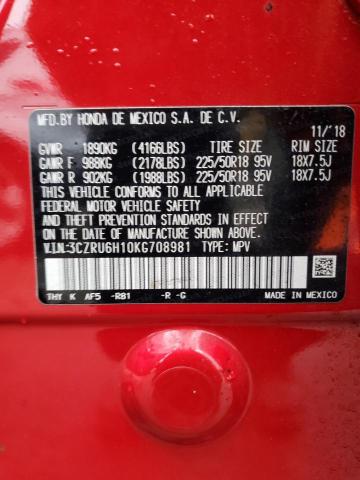 MFD.BY HONDA DE MEXICO S.A. DE C.V.
11/'18
GVWR 1890KG (4166LBS) TIRE SIZE RIM SIZE
GAWR F 988KG (2178LBS) 225/50R18 95V 18X7.5J
GAWR R 902KG (1988LBS) 225/50R18 95V 18X7.5J
THIS VEHICLE CONFORMS TO ALL APPLICABLE
FEDERAL MOTOR VEHICLE SAFETY AND THEFT
PREVENTION STANDARDS IN EFFECT ON THE DATE
OF MANUFACTURE SHOWN ABOVE.
V.I.N:3CZRU6H10KG708981 TYPE: MPV
THY K AF5 -R81 -R -G
MADE IN MEXICO